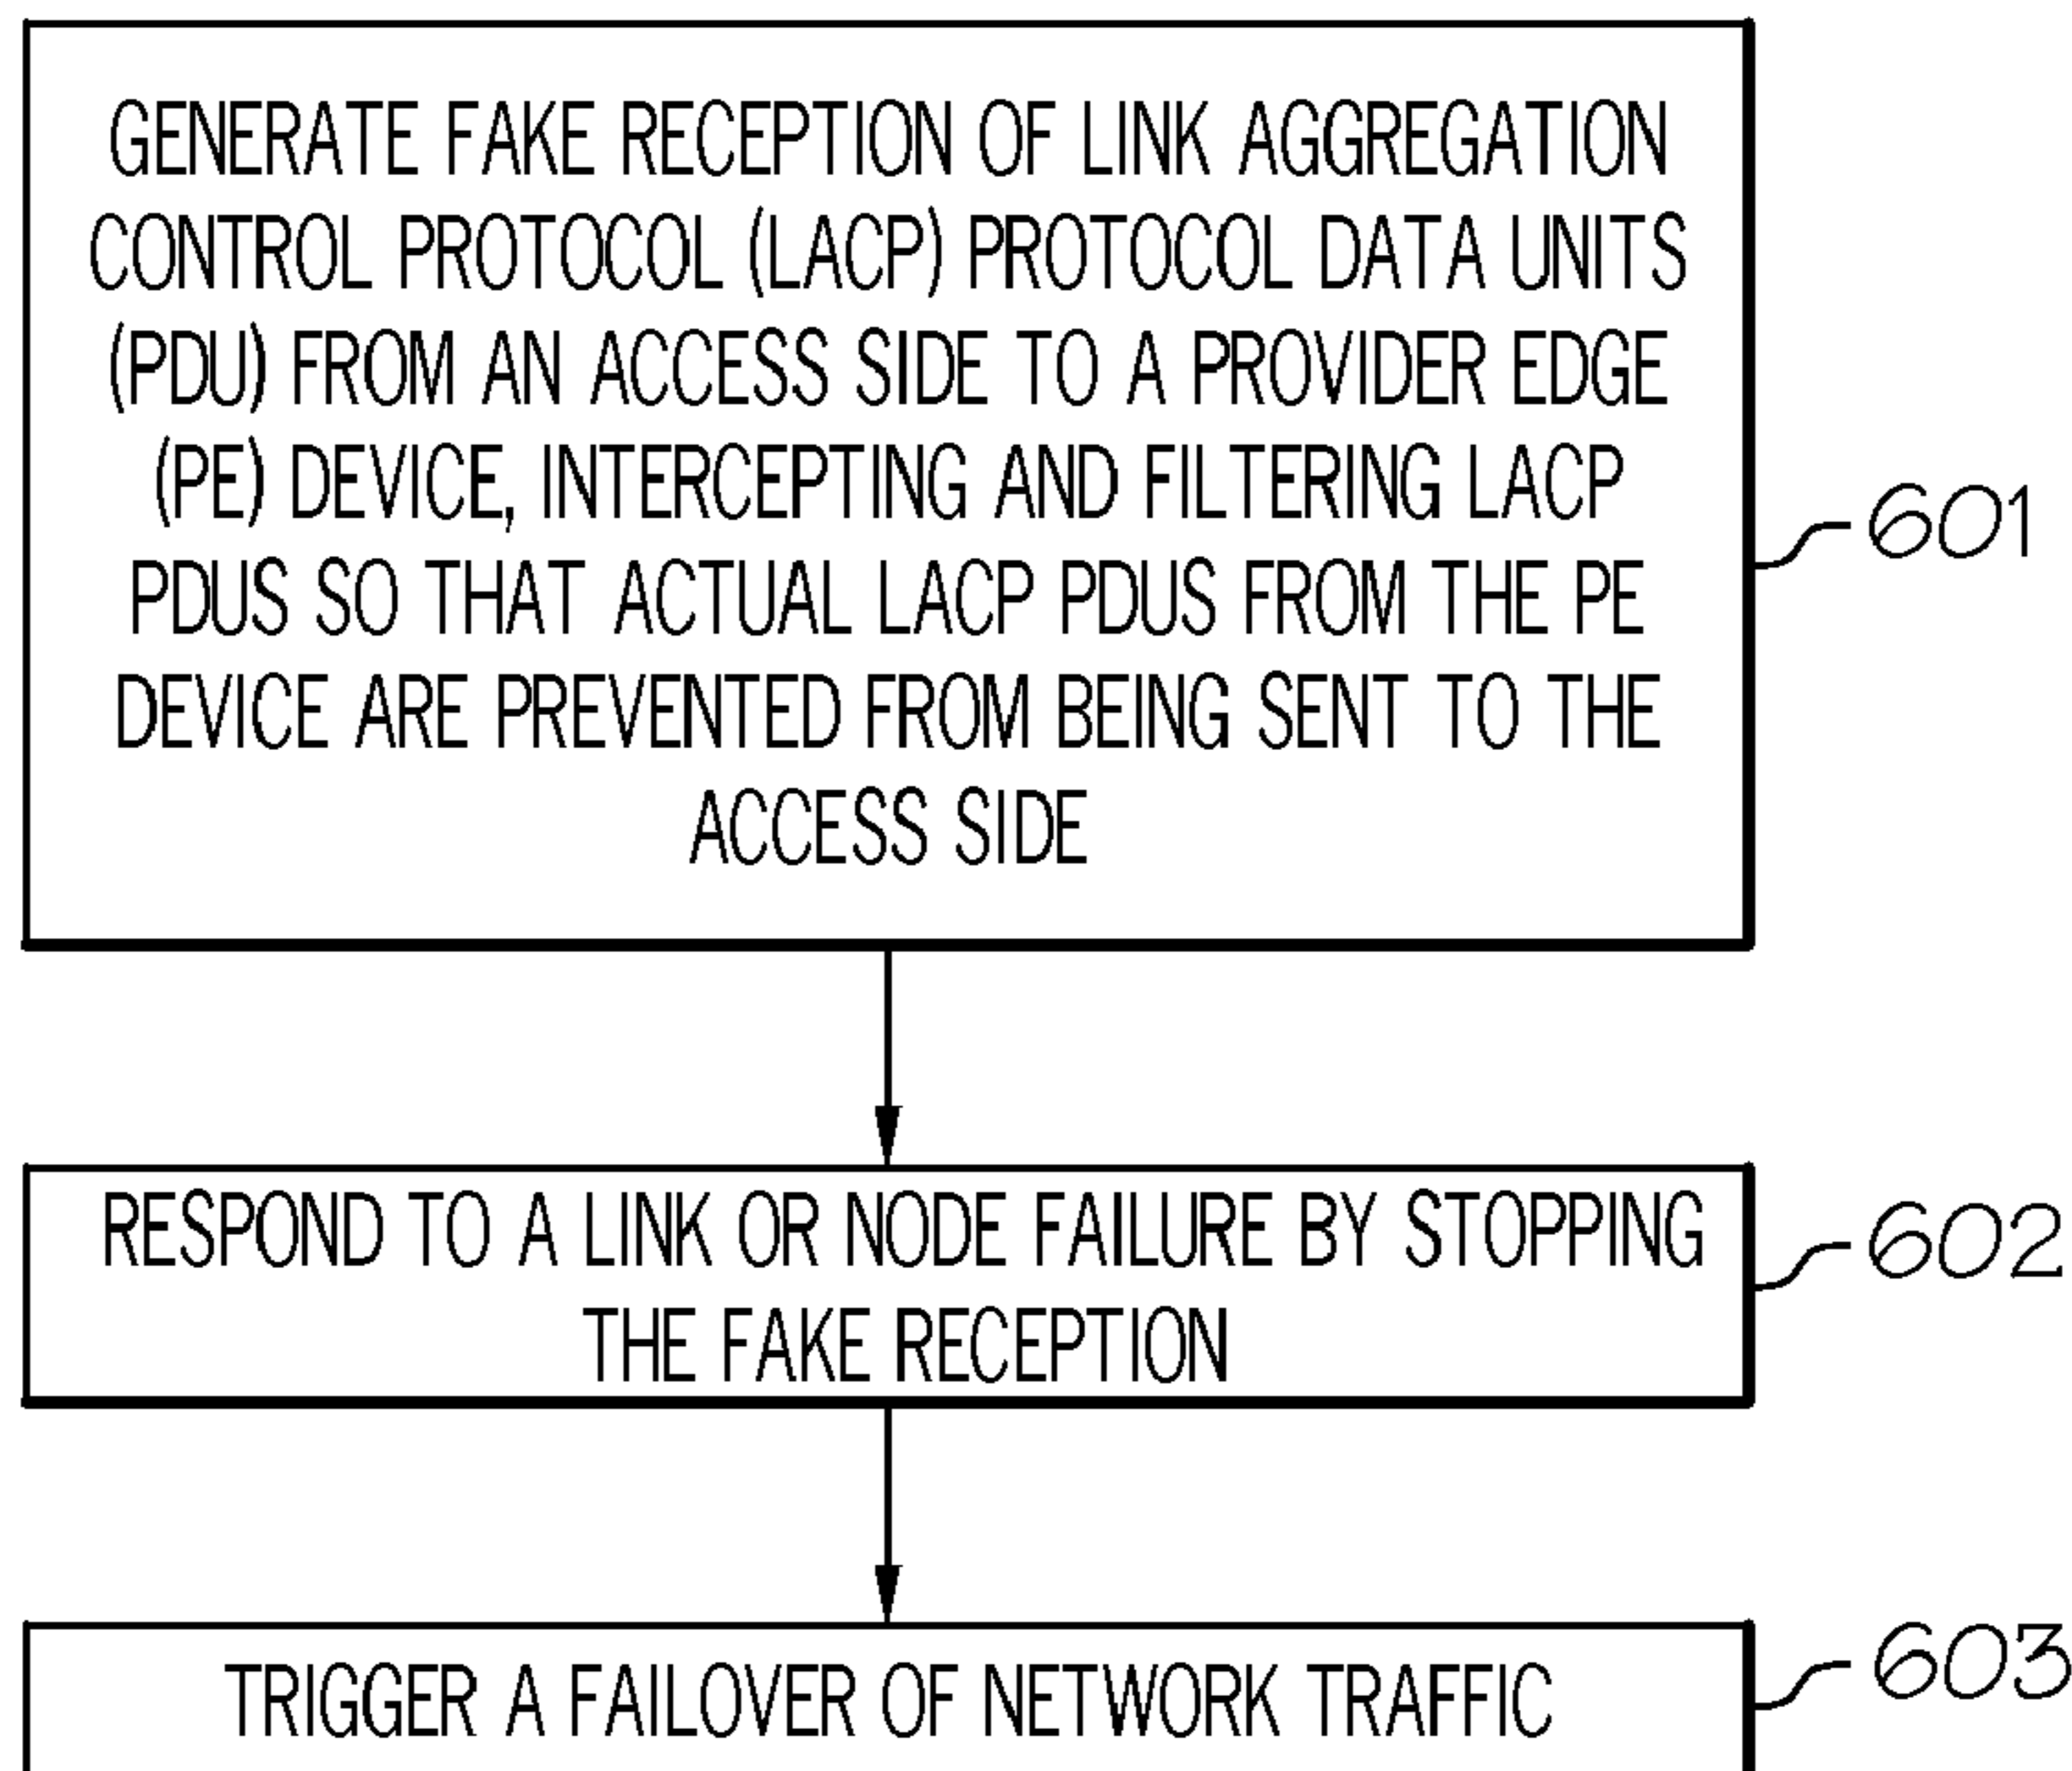 GENERATE FAKE RECEPTION OF LINK AGGREGATION
CONTROL PROTOCOL (LACP) PROTOCOL DATA UNITS
(PDU) FROM AN ACCESS SIDE TO A PROVIDER EDGE
(PE) DEVICE, INTERCEPTING AND FILTERING LACP
PDUS SO THAT ACTUAL LACP PDUS FROM THE PE
DEVICE ARE PREVENTED FROM BEING SENT TO THE
ACCESS SIDE
601
RESPOND TO A LINK OR NODE FAILURE BY STOPPING
THE FAKE RECEPTION
602
TRIGGER A FAILOVER OF NETWORK TRAFFIC
603